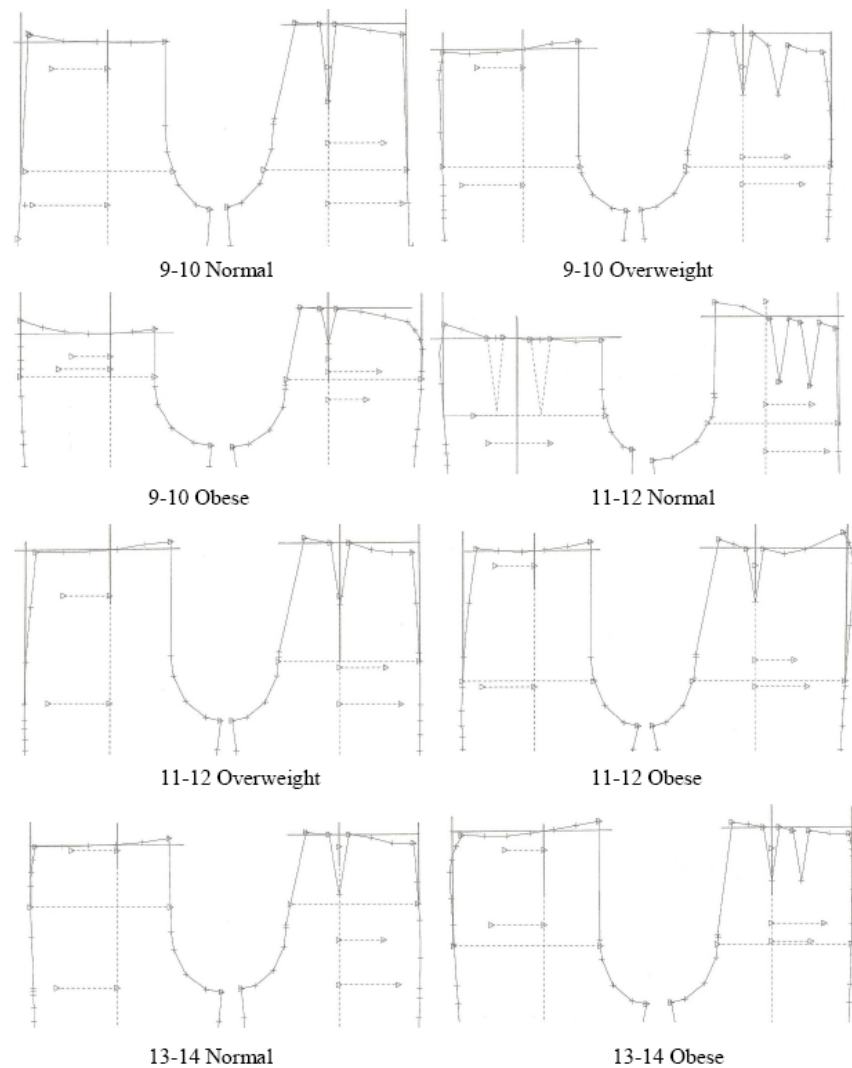 9-10 Normal
9-10 Overweight
9-10 Obese
11-12 Normal
11-12 Overweight
11-12 Obese
13-14 Normal
13-14 Obese